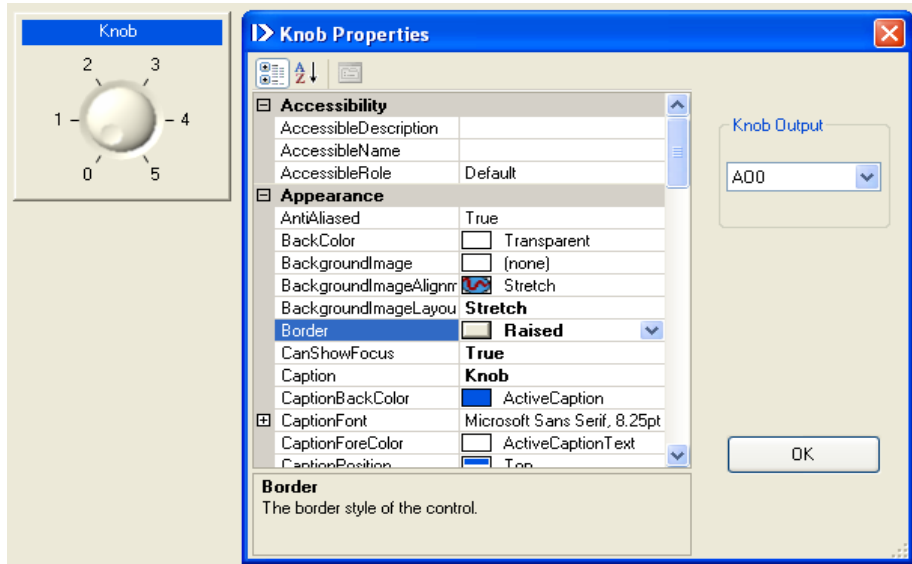 Knob
2 3
1 4
0 5
Knob Properties
Accessibility
AccessibleDescription
AccessibleName
AccessibleRole Default
Appearance
AntiAliased True
BackColor Transparent
BackgroundImage (none)
BackgroundImageAlignm Stretch
BackgroundImageLayou Stretch
Border Raised
CanShowFocus True
Caption Knob
CaptionBackColor ActiveCaption
CaptionFont Microsoft Sans Serif, 8.25pt
CaptionForeColor ActiveCaptionText
CaptionPosition Top
Border
The border style of the control.
Knob Output
AO0
OK